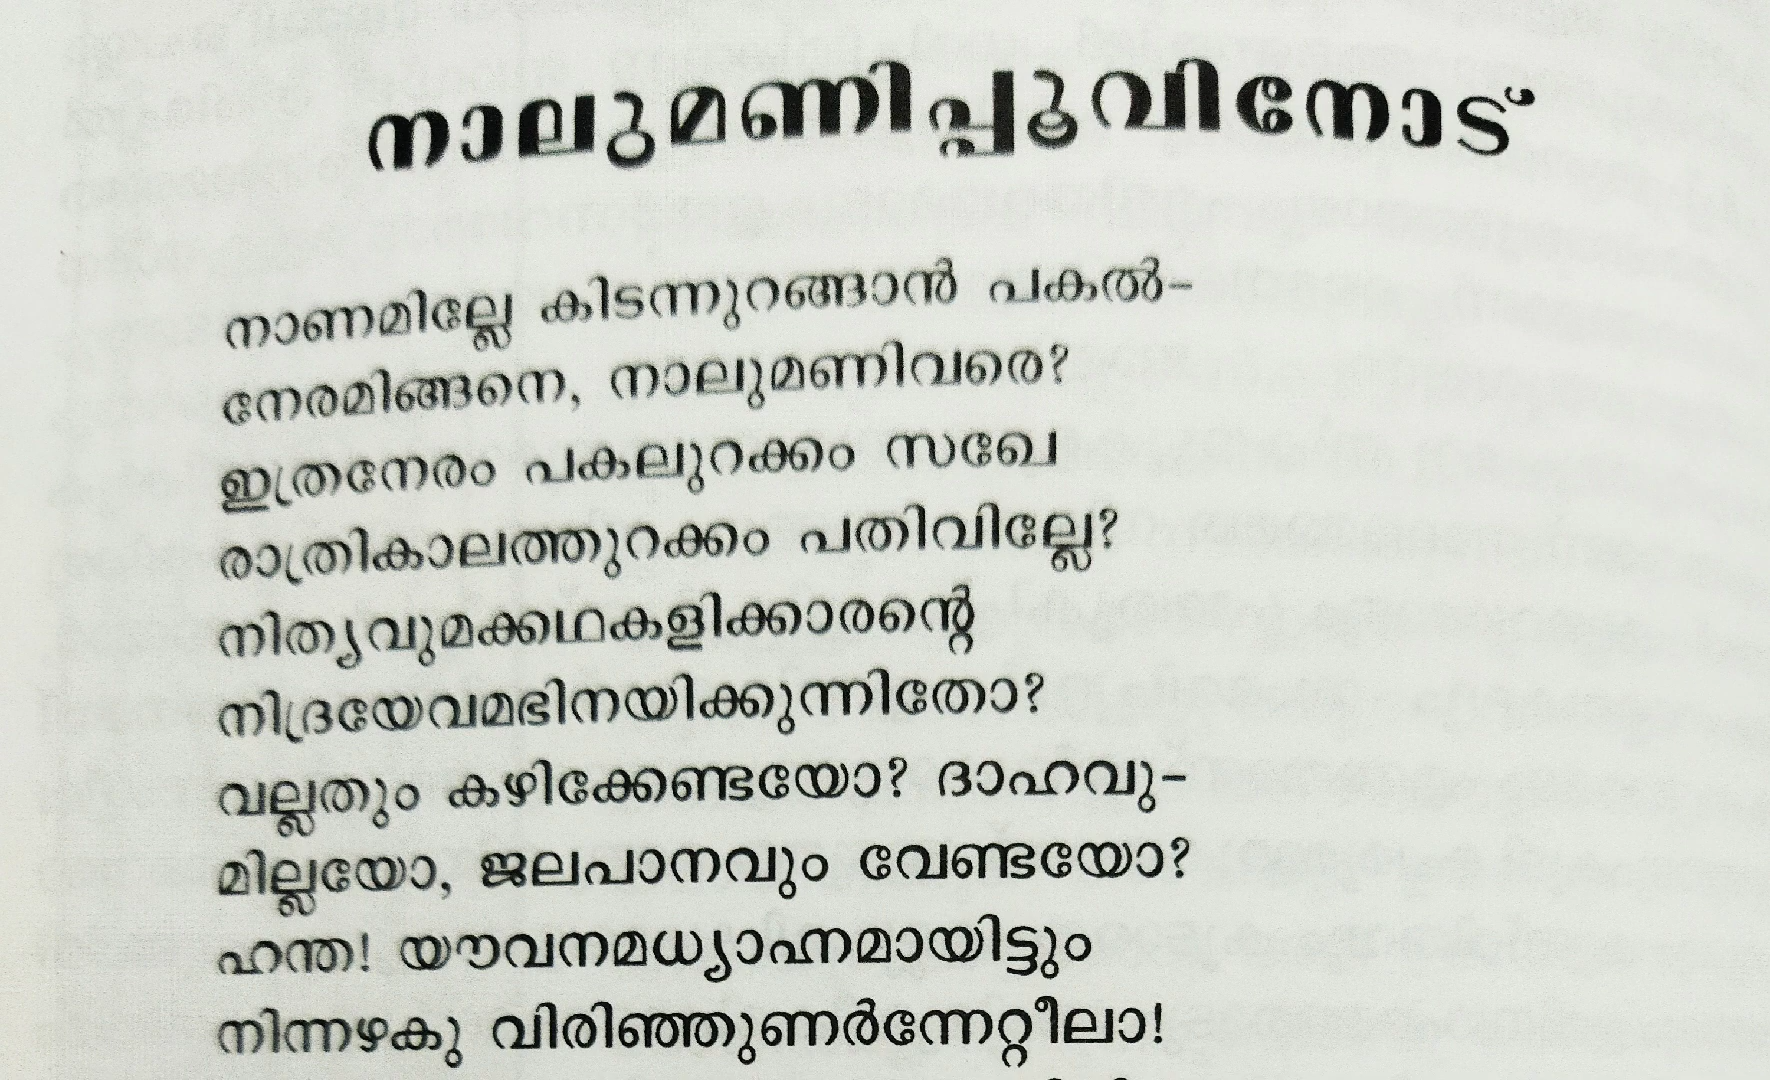 നാലുമണിപ്പൂവിനോട്
നാണമില്ലേ കിടന്നുറങ്ങാൻ പകൽ-
നേരമിങ്ങനെ, നാലുമണിവരെ?
ഇത്രനേരം പകലുറക്കം സഖേ
രാത്രികാലത്തുറക്കം പതിവില്ലേ?
നിത്യവുമക്കഥകളിക്കാരന്റെ
നിദ്രയേവമഭിനയിക്കുന്നിതോ?
വല്ലതും കഴിക്കേണ്ടയോ? ദാഹവു-
മില്ലയോ, ജലപാനവും വേണ്ടയോ?
ഹന്ത! യൗവനമധ്യാഹ്നമായിട്ടും
നിന്നഴകു വിരിഞ്ഞുണർന്നേറ്റീലാ!